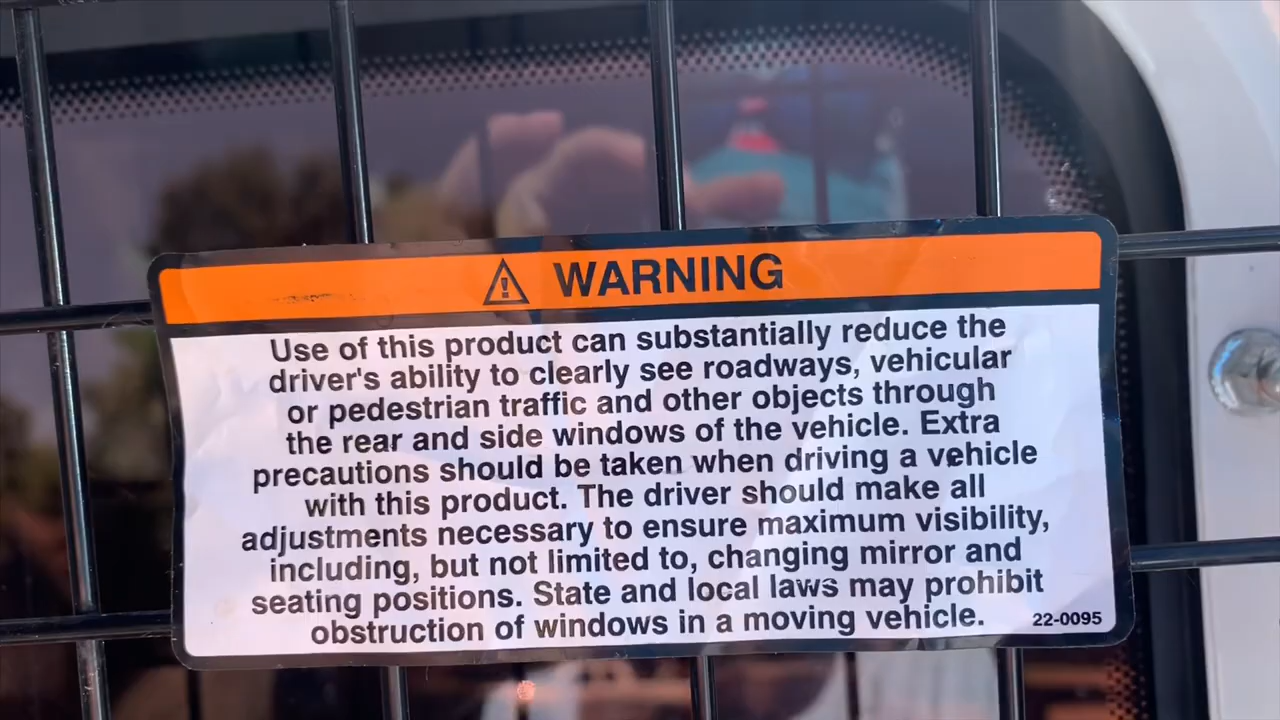 WARNING
Use of this product can substantially reduce the
driver's ability to clearly see roadways, vehicular
or pedestrian traffic and other objects through
the rear and side windows of the vehicle. Extra
precautions should be taken when driving a vehicle
with this product. The driver should make all
adjustments necessary to ensure maximum visibility,
including, but not limited to, changing mirror and
seating positions. State and local laws may prohibit
obstruction of windows in a moving vehicle.
22-0095